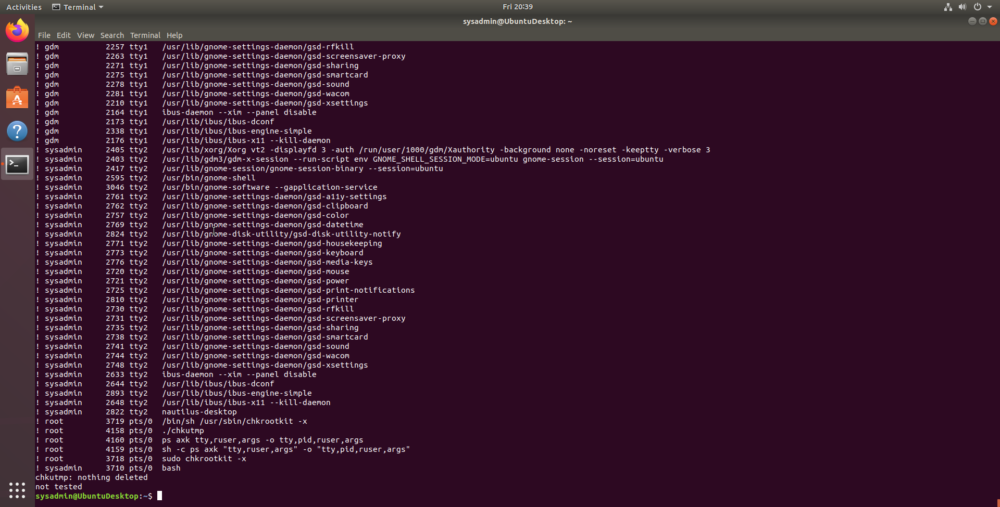 Activities Terminal Fri 20:39
sysadmin@UbuntuDesktop: ~
File Edit View Search Terminal Help
! gdm 2257 tty1 /usr/lib/gnome-settings-daemon/gsd-rfkill
! gdm 2263 tty1 /usr/lib/gnome-settings-daemon/gsd-screensaver-proxy
! gdm 2271 tty1 /usr/lib/gnome-settings-daemon/gsd-sharing
! gdm 2275 tty1 /usr/lib/gnome-settings-daemon/gsd-smartcard
! gdm 2278 tty1 /usr/lib/gnome-settings-daemon/gsd-sound
! gdm 2281 tty1 /usr/lib/gnome-settings-daemon/gsd-wacom
! gdm 2210 tty1 /usr/lib/gnome-settings-daemon/gsd-xsettings
! gdm 2164 tty1 ibus-daemon --xim --panel disable
! gdm 2173 tty1 /usr/lib/ibus/ibus-dconf
! gdm 2338 tty1 /usr/lib/ibus/ibus-engine-simple
! gdm 2176 tty1 /usr/lib/ibus/ibus-x11 --kill-daemon
! sysadmin 2405 tty2 /usr/lib/xorg/Xorg vt2 -displayfd 3 -auth /run/user/1000/gdm/Xauthority -background none -noreset -keeptty -verbose 3
! sysadmin 2403 tty2 /usr/lib/gdm3/gdm-x-session --run-script env GNOME_SHELL_SESSION_MODE=ubuntu gnome-session --session=ubuntu
! sysadmin 2417 tty2 /usr/lib/gnome-session/gnome-session-binary --session=ubuntu
! sysadmin 2595 tty2 /usr/bin/gnome-shell
! sysadmin 3046 tty2 /usr/bin/gnome-software --gapplication-service
! sysadmin 2761 tty2 /usr/lib/gnome-settings-daemon/gsd-a11y-settings
! sysadmin 2762 tty2 /usr/lib/gnome-settings-daemon/gsd-clipboard
! sysadmin 2757 tty2 /usr/lib/gnome-settings-daemon/gsd-color
! sysadmin 2769 tty2 /usr/lib/gnome-settings-daemon/gsd-datetime
! sysadmin 2824 tty2 /usr/lib/gnome-disk-utility/gsd-disk-utility-notify
! sysadmin 2771 tty2 /usr/lib/gnome-settings-daemon/gsd-housekeeping
! sysadmin 2773 tty2 /usr/lib/gnome-settings-daemon/gsd-keyboard
! sysadmin 2776 tty2 /usr/lib/gnome-settings-daemon/gsd-media-keys
! sysadmin 2720 tty2 /usr/lib/gnome-settings-daemon/gsd-mouse
! sysadmin 2721 tty2 /usr/lib/gnome-settings-daemon/gsd-power
! sysadmin 2725 tty2 /usr/lib/gnome-settings-daemon/gsd-print-notifications
! sysadmin 2810 tty2 /usr/lib/gnome-settings-daemon/gsd-printer
! sysadmin 2730 tty2 /usr/lib/gnome-settings-daemon/gsd-rfkill
! sysadmin 2731 tty2 /usr/lib/gnome-settings-daemon/gsd-screensaver-proxy
! sysadmin 2735 tty2 /usr/lib/gnome-settings-daemon/gsd-sharing
! sysadmin 2738 tty2 /usr/lib/gnome-settings-daemon/gsd-smartcard
! sysadmin 2741 tty2 /usr/lib/gnome-settings-daemon/gsd-sound
! sysadmin 2744 tty2 /usr/lib/gnome-settings-daemon/gsd-wacom
! sysadmin 2748 tty2 /usr/lib/gnome-settings-daemon/gsd-xsettings
! sysadmin 2633 tty2 ibus-daemon --xim --panel disable
! sysadmin 2644 tty2 /usr/lib/ibus/ibus-dconf
! sysadmin 2893 tty2 /usr/lib/ibus/ibus-engine-simple
! sysadmin 2648 tty2 /usr/lib/ibus/ibus-x11 --kill-daemon
! sysadmin 2822 tty2 nautilus-desktop
! root 3719 pts/0 /bin/sh /usr/sbin/chkrootkit -x
! root 4158 pts/0 ./chkutmp
! root 4160 pts/0 ps axk tty,ruser,args -o tty,pid,ruser,args
! root 4159 pts/0 sh -c ps axk "tty,ruser,args" -o "tty,pid,ruser,args"
! root 3718 pts/0 sudo chkrootkit -x
! sysadmin 3710 pts/0 bash
chkutmp: nothing deleted
not tested
sysadmin@UbuntuDesktop:~$